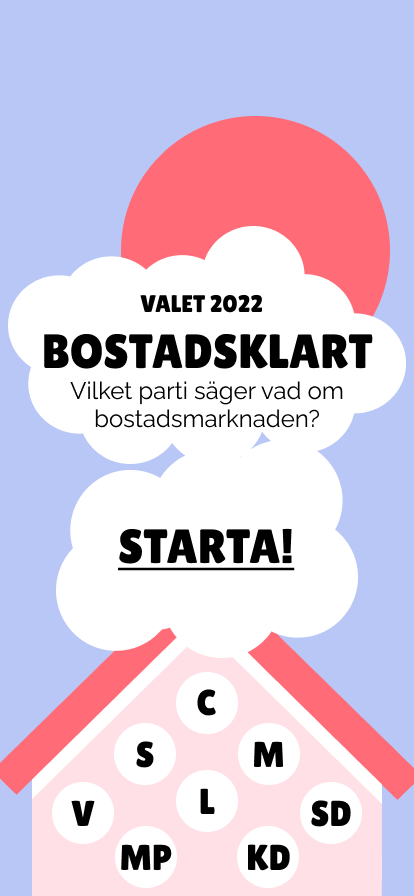 VALET 2022
BOSTADSKLART
Vilket parti säger vad om
bostadsmarknaden?
STARTA!
C
S
M
L
V
SD
MP
KD